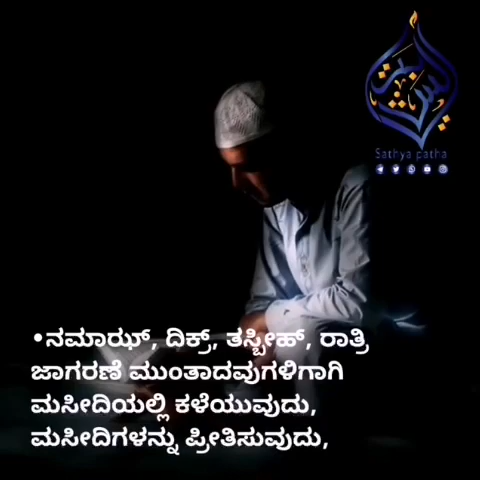 Sathya patha
•ನಮಾಝ್, ದಿಕ್ರ್, ತಸ್ಬೀಹ್, ರಾತ್ರಿ
ಜಾಗರಣೆ ಮುಂತಾದವುಗಳಿಗಾಗಿ
ಮಸೀದಿಯಲ್ಲಿ ಕಳೆಯುವುದು,
ಮಸೀದಿಗಳನ್ನು ಪ್ರೀತಿಸುವುದು,